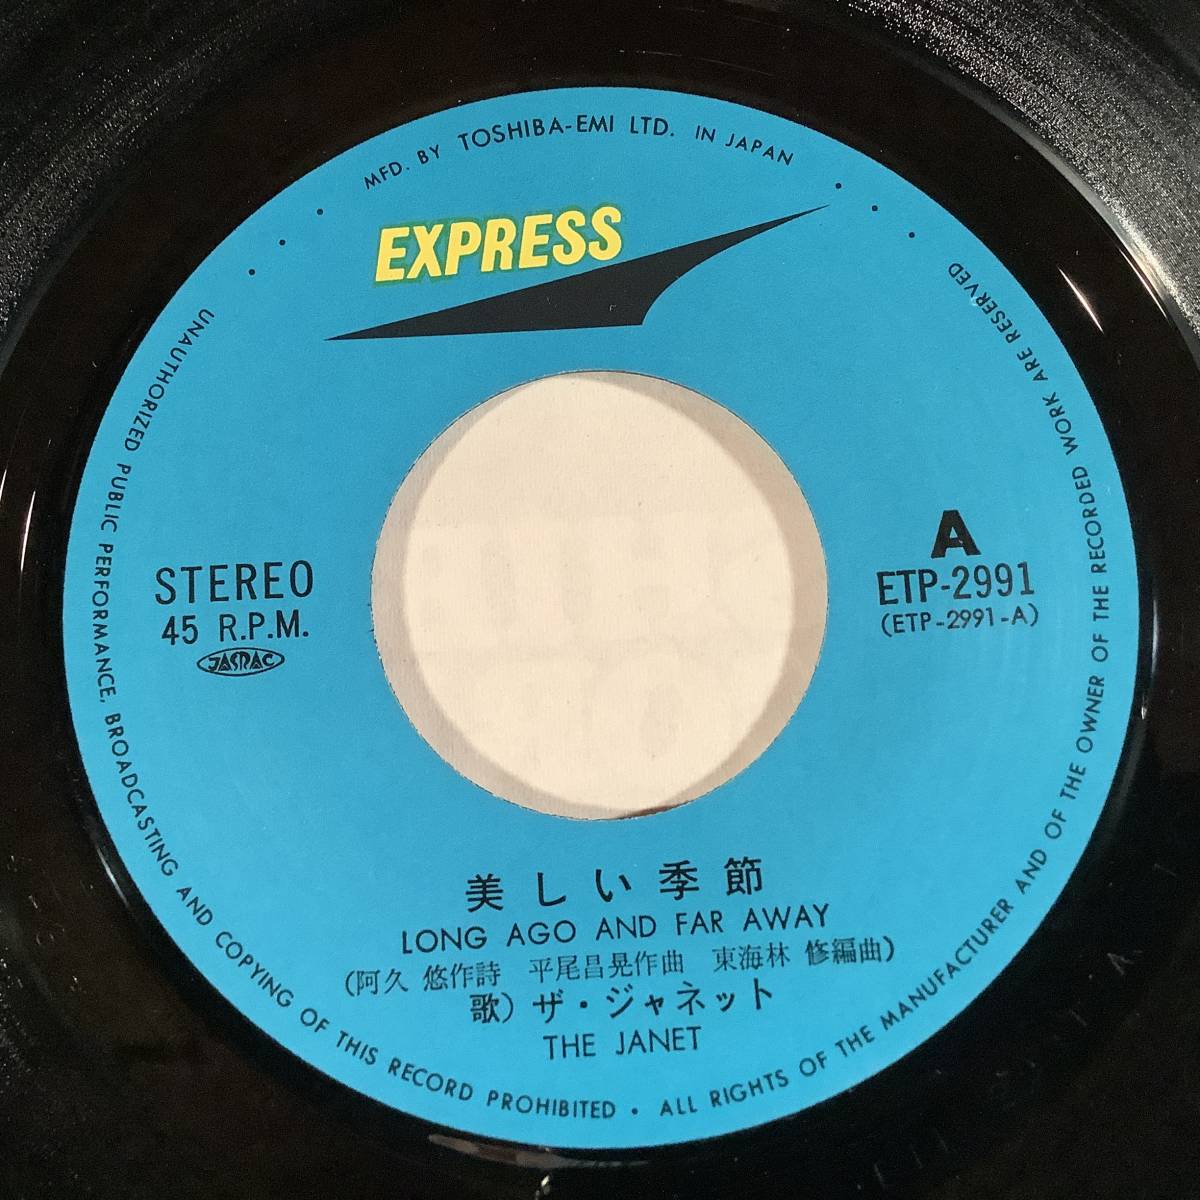 MFD. BY TOSHIBA-EMI LTD. IN JAPAN
EXPRESS
STEREO
45 R.P.M.
JASRAC
A
ETP-2991
(ETP-2991-A)
美しい季節
LONG AGO AND FAR AWAY
(阿久 悠作詩 平尾昌晃作曲 東海林 修編曲)
歌) ザ・ジャネット
THE JANET
UNAUTHORIZED PUBLIC PERFORMANCE, BROADCASTING AND COPYING OF THIS RECORD PROHIBITED • ALL RIGHTS OF THE MANUFACTURER AND OF THE OWNER OF THE RECORDED WORK ARE RESERVED